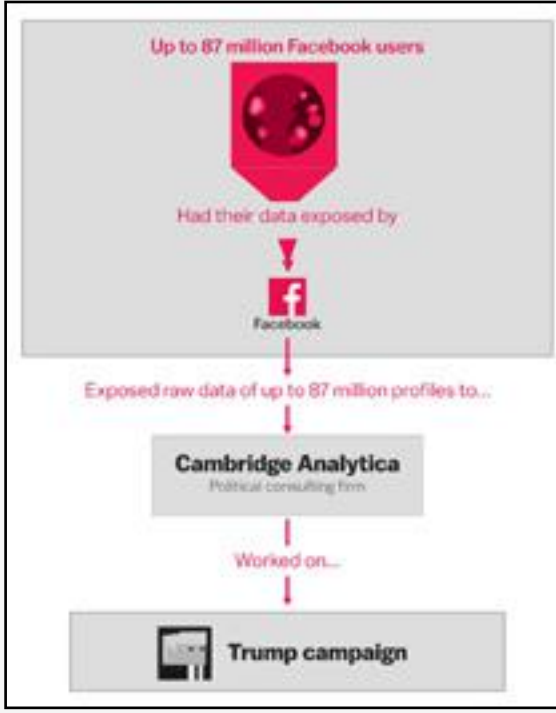 Up to 87 million Facebook users
Had their data exposed by
f
Facebook
Exposed raw data of up to 87 million profiles to...
Cambridge Analytica
Political consulting firm
Worked on...
Trump campaign